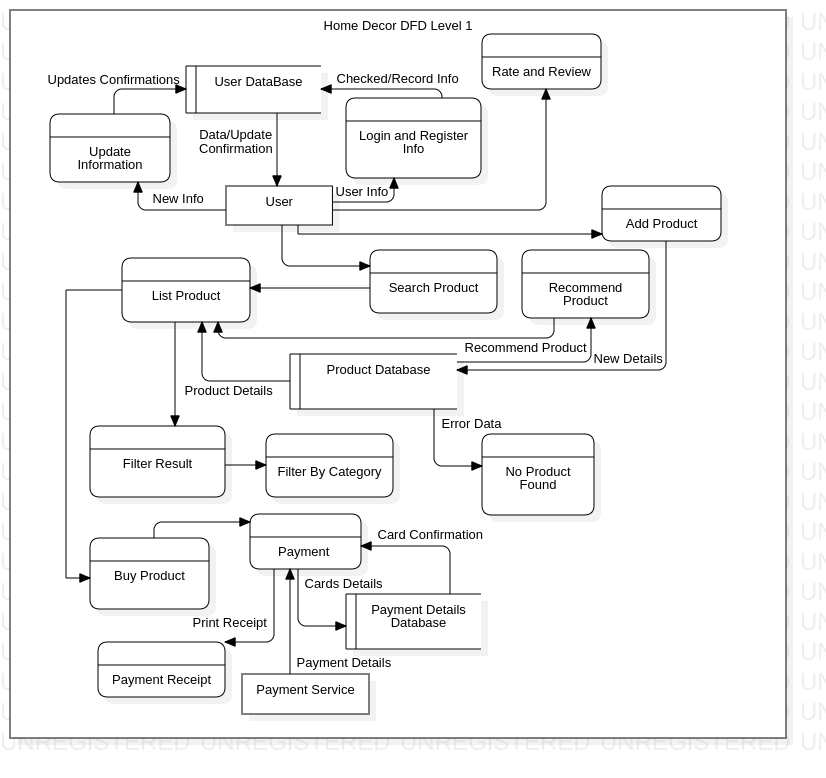 Home Decor DFD Level 1
Rate and Review
Updates Confirmations
User DataBase
Checked/Record Info
Data/Update
Confirmation
Login and Register
Info
Update
Information
User Info
New Info
User
Add Product
List Product
Search Product
Recommend
Product
Recommend Product
New Details
Product Database
Product Details
Error Data
Filter Result
Filter By Category
No Product
Found
Card Confirmation
Payment
Buy Product
Cards Details
Payment Details
Database
Print Receipt
Payment Details
Payment Receipt
Payment Service
UNREGISTERED UNREGISTERED UNREGISTERED UNREGISTERED UN